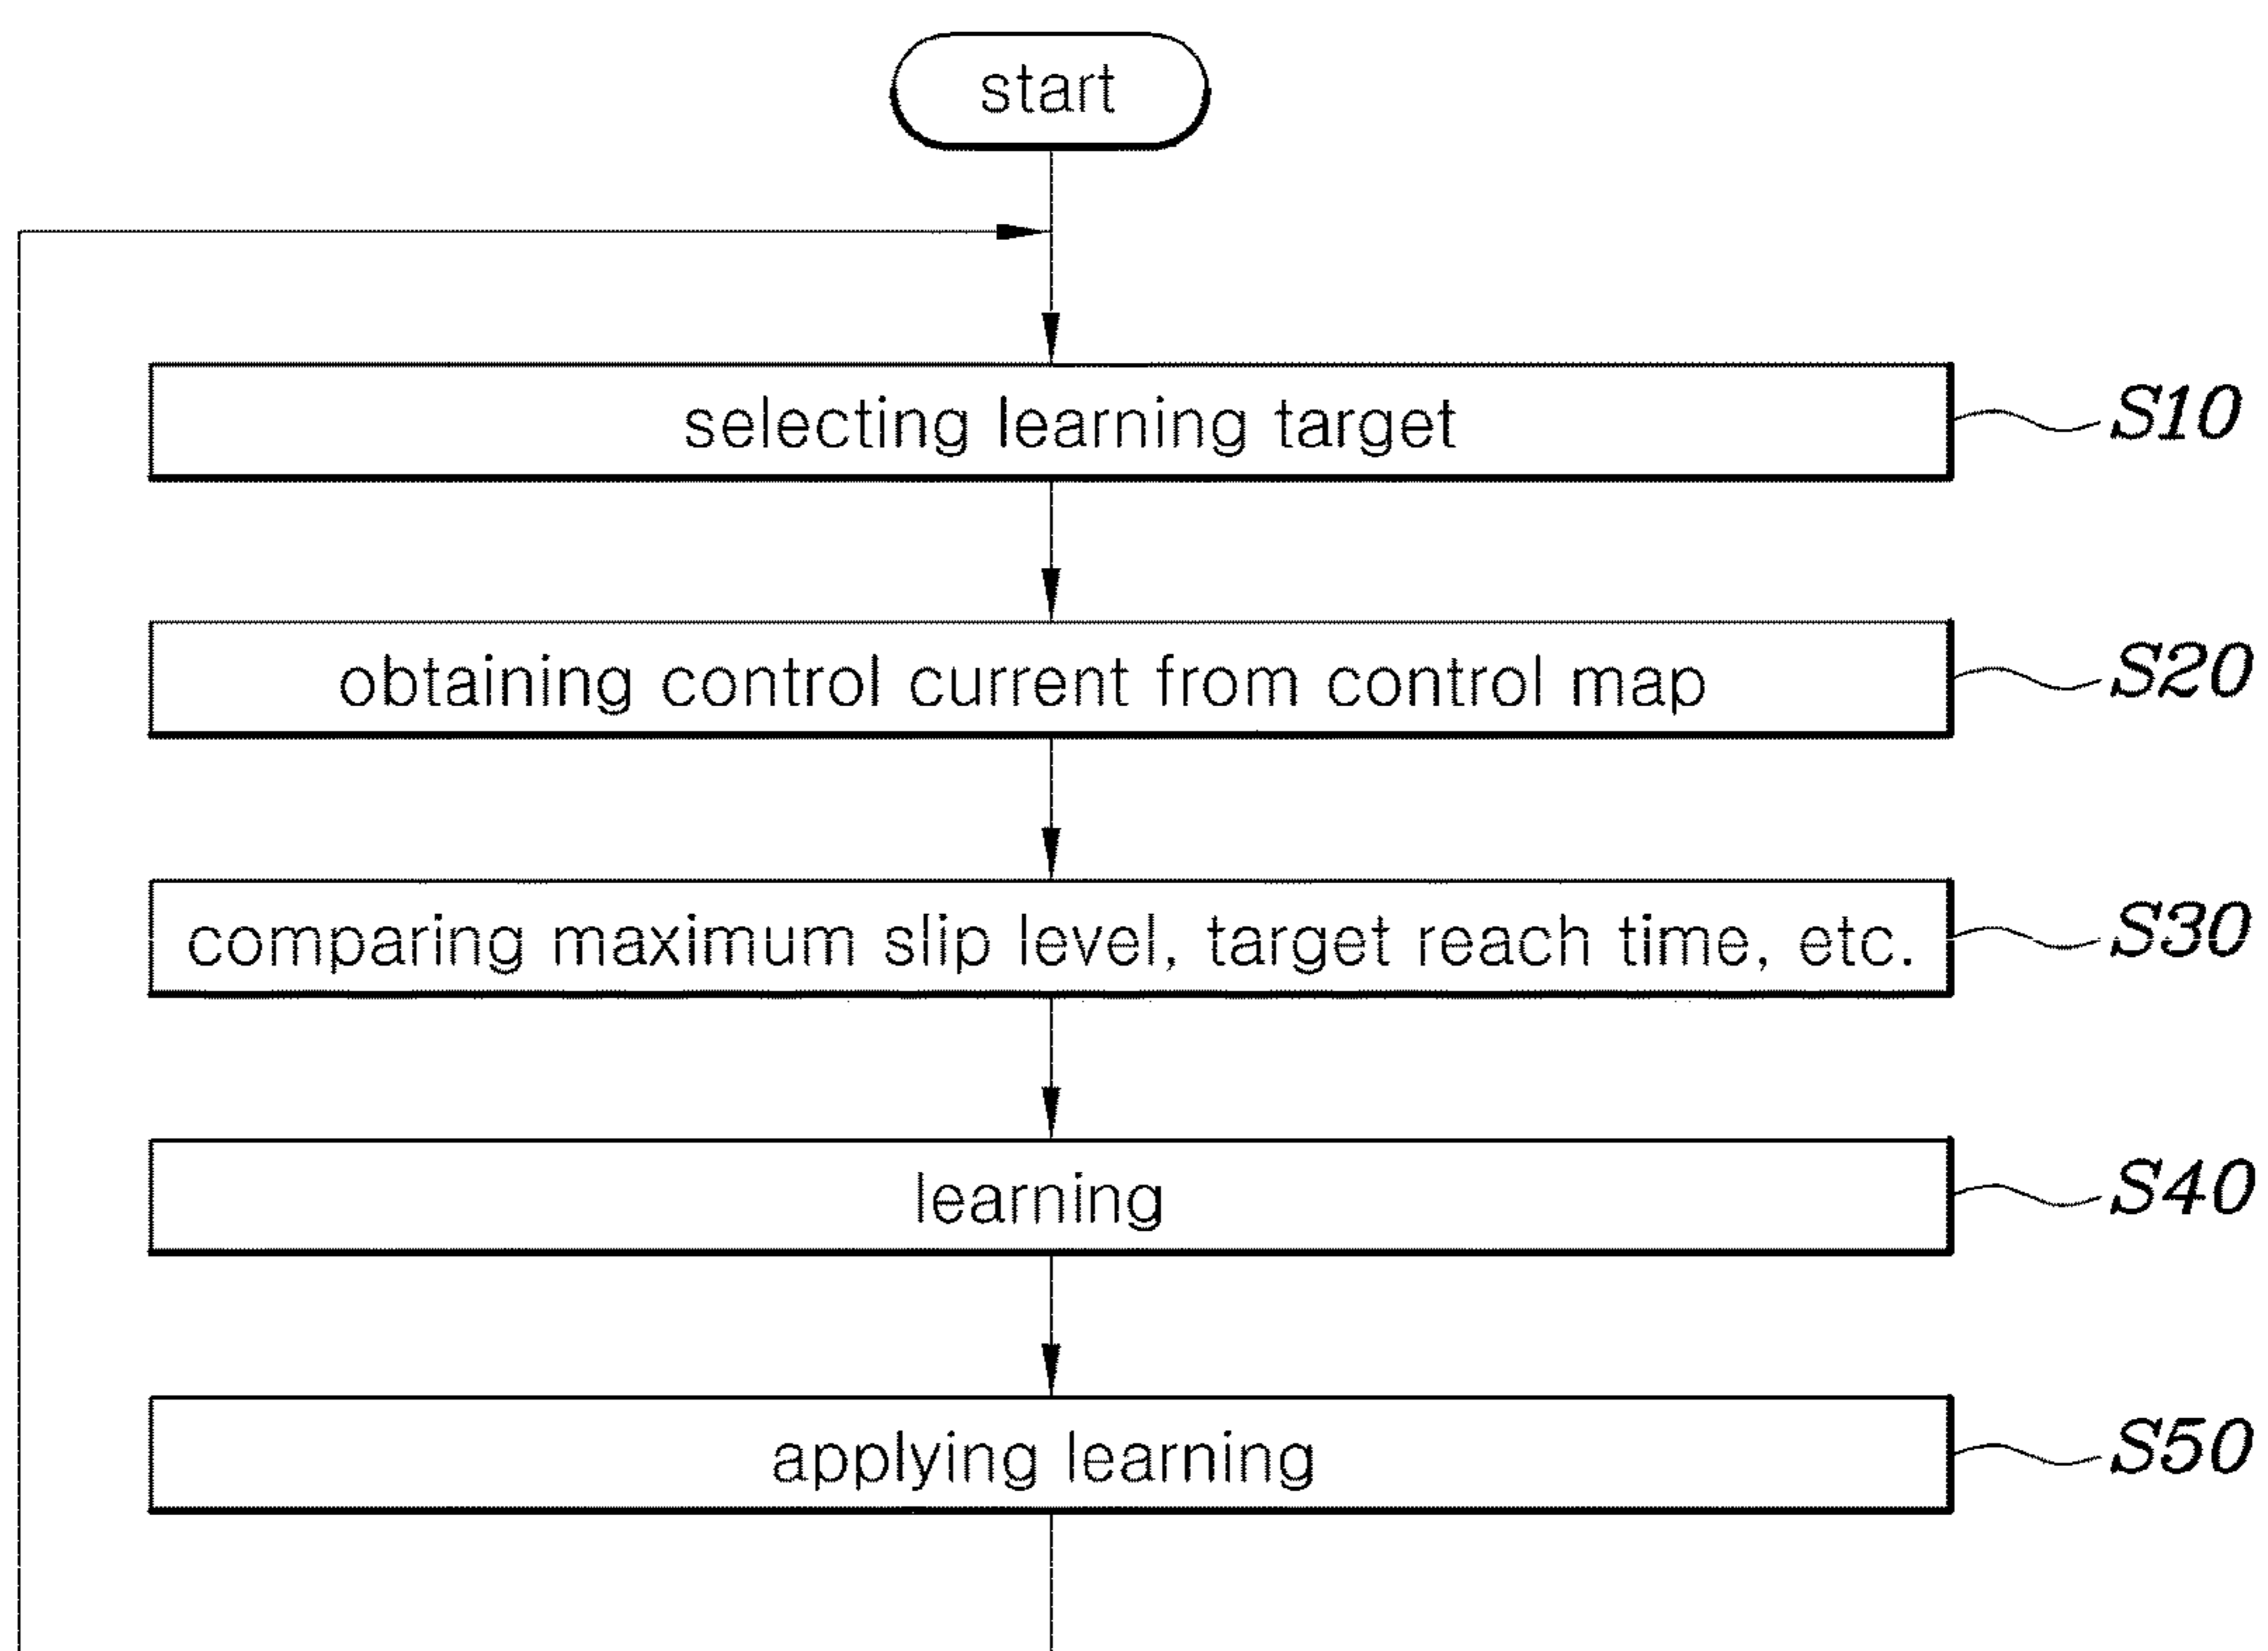 start
selecting learning target
S10
obtaining control current from control map
S20
comparing maximum slip level, target reach time, etc.
S30
learning
S40
applying learning
S50